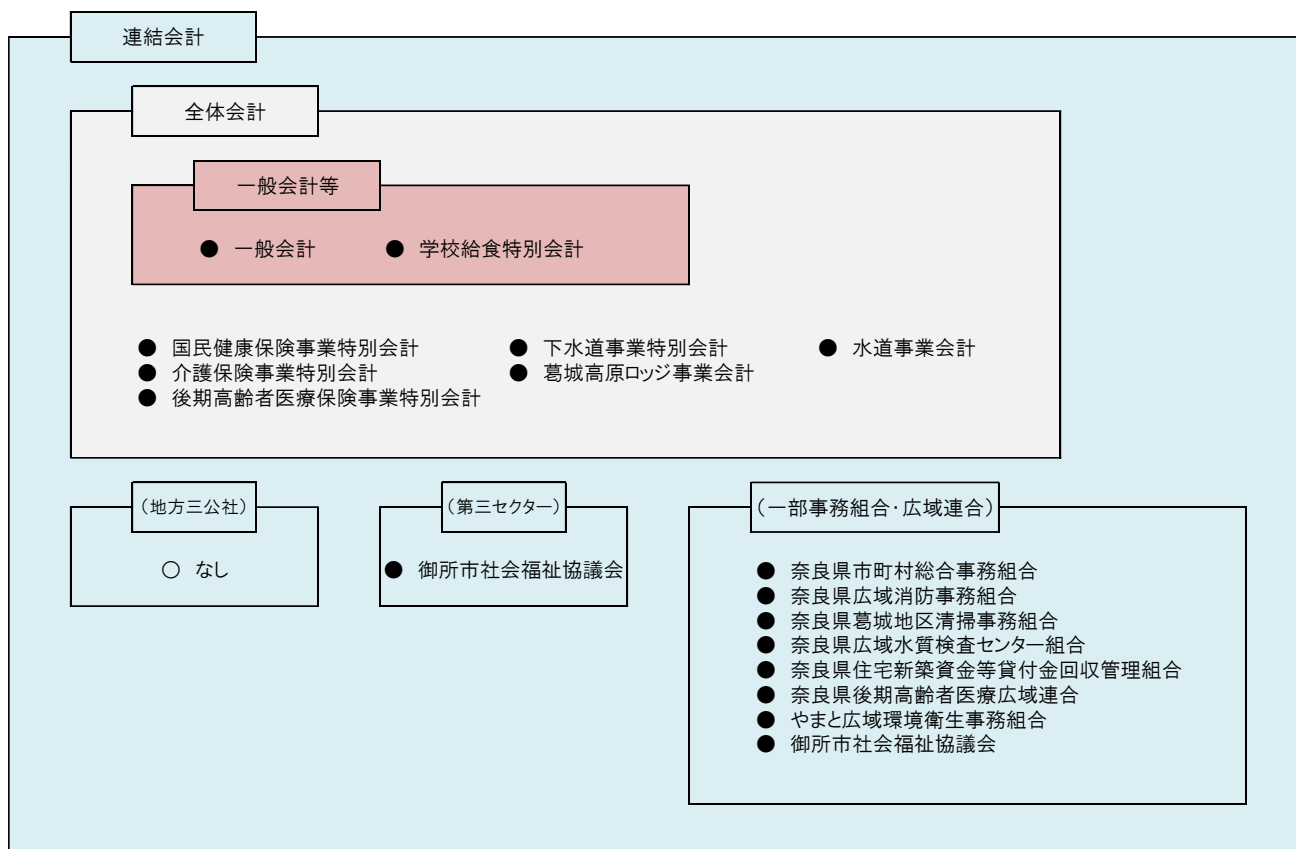 連結会計
全体会計
一般会計等
● 一般会計 ● 学校給食特別会計
● 国民健康保険事業特別会計 ● 下水道事業特別会計 ● 水道事業会計
● 介護保険事業特別会計 ● 葛城高原ロッジ事業会計
● 後期高齢者医療保険事業特別会計
（地方三公社）
○ なし
（第三セクター）
● 御所市社会福祉協議会
（一部事務組合・広域連合）
● 奈良県市町村総合事務組合
● 奈良県広域消防事務組合
● 奈良県葛城地区清掃事務組合
● 奈良県広域水質検査センター組合
● 奈良県住宅新築資金等貸付金回収管理組合
● 奈良県後期高齢者医療広域連合
● やまと広域環境衛生事務組合
● 御所市社会福祉協議会